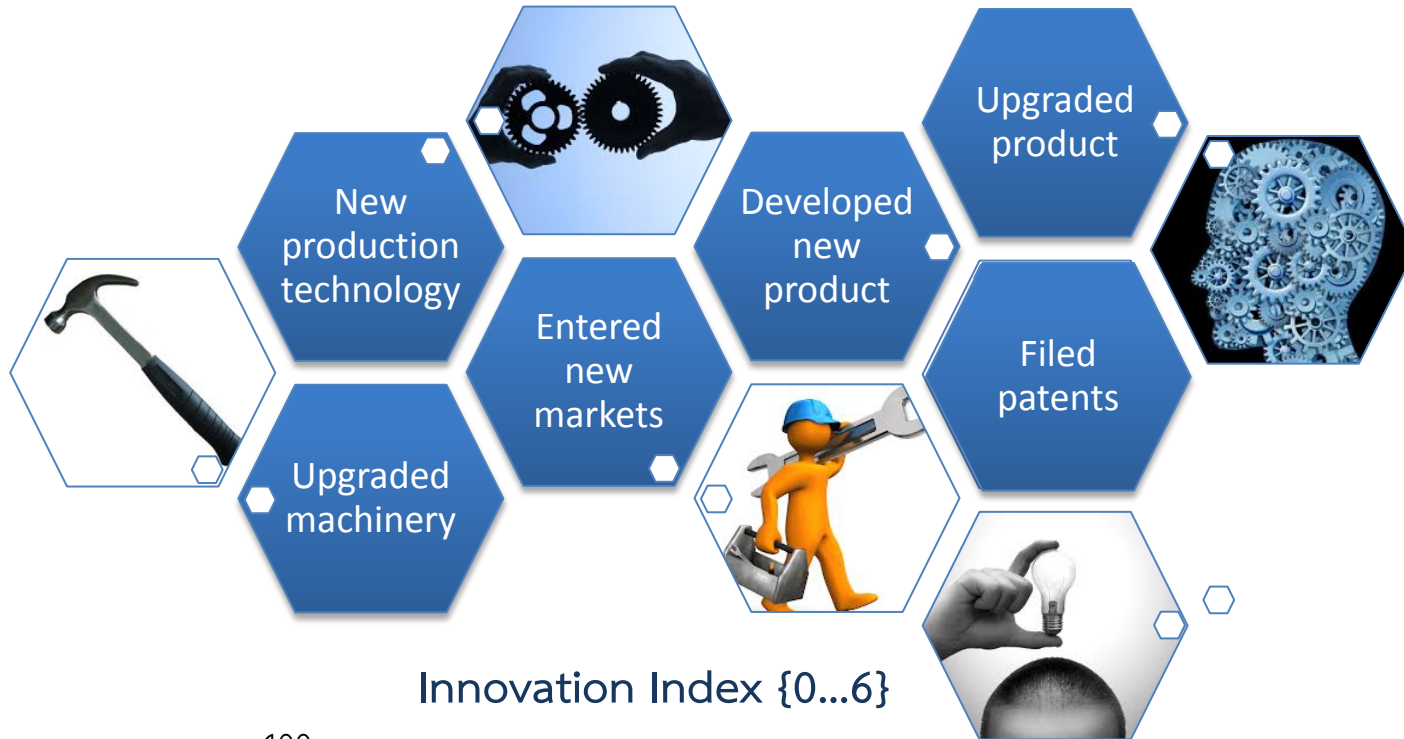 New
production
technology
Upgraded
machinery
Entered
new
markets
Developed
new
product
Upgraded
product
Filed
patents
Innovation Index {0...6}